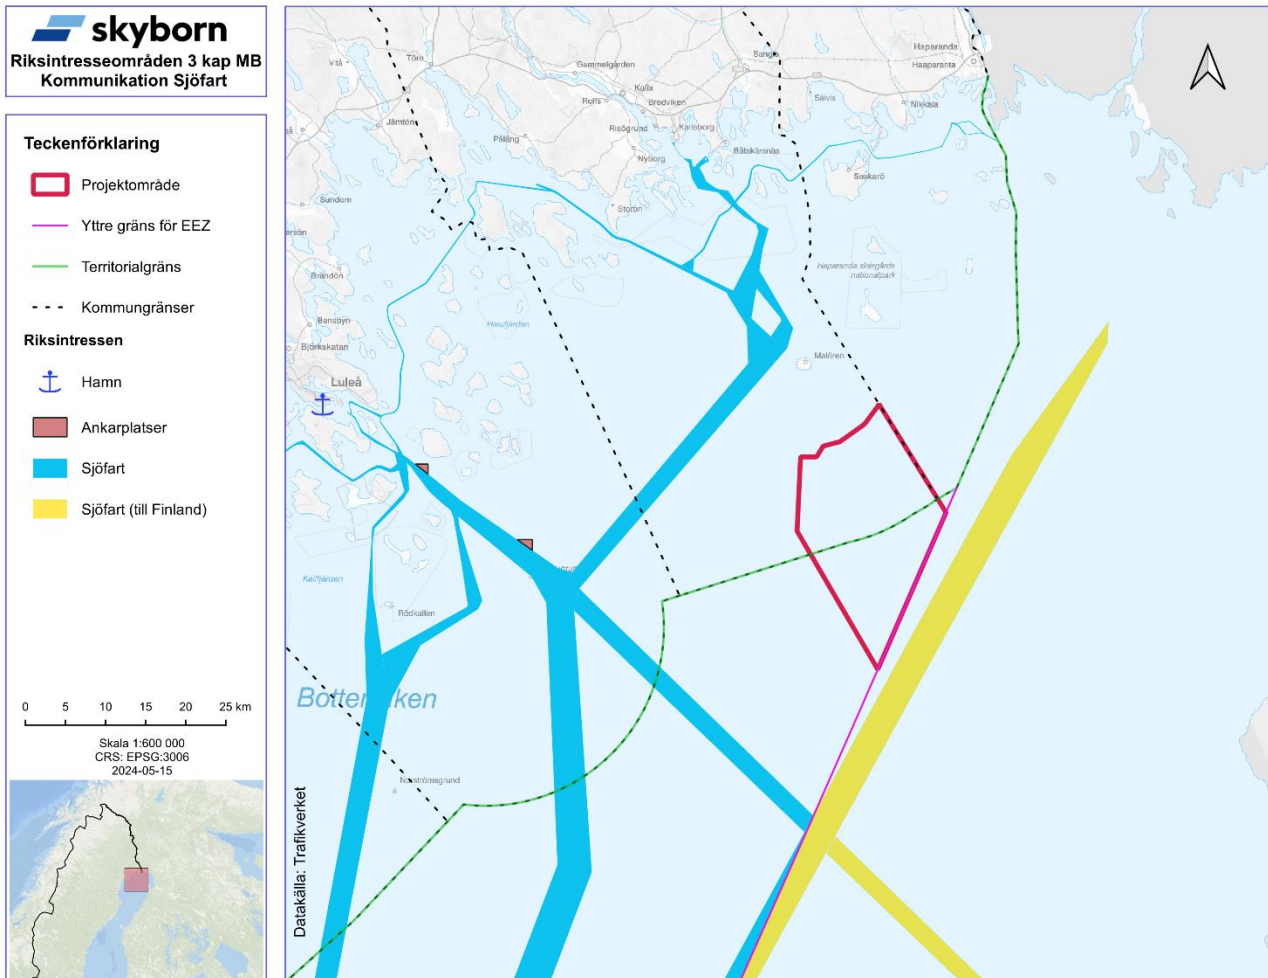 skyborn
Riksintresseområden 3 kap MB
Kommunikation Sjöfart
Teckenförklaring
Projektområde
Yttre gräns för EEZ
Territorialgräns
Kommungränser
Riksintressen
Hamn
Ankarplatser
Sjöfart
Sjöfart (till Finland)
0 5 10 15 20 25 km
Skala 1:600 000
CRS: EPSG:3006
2024-05-15
Vitå
Töre
Gammelgården
Sangis
Haparanda
Haaparanta
Kalix
Rolfs
Bredviken
Säivis
Nikkala
Jämtön
Påläng
Risögrund
Karlsborg
Nyborg
Båtskärsnäs
Seskarö
Sundom
Storön
Brändön
Haparanda skärgårds
nationalpark
Bensbyn
Harufjärden
Björkskatan
Malören
Luleå
Kallfjärden
Rödkallen
Norströmsgrund
Datakälla: Trafikverket